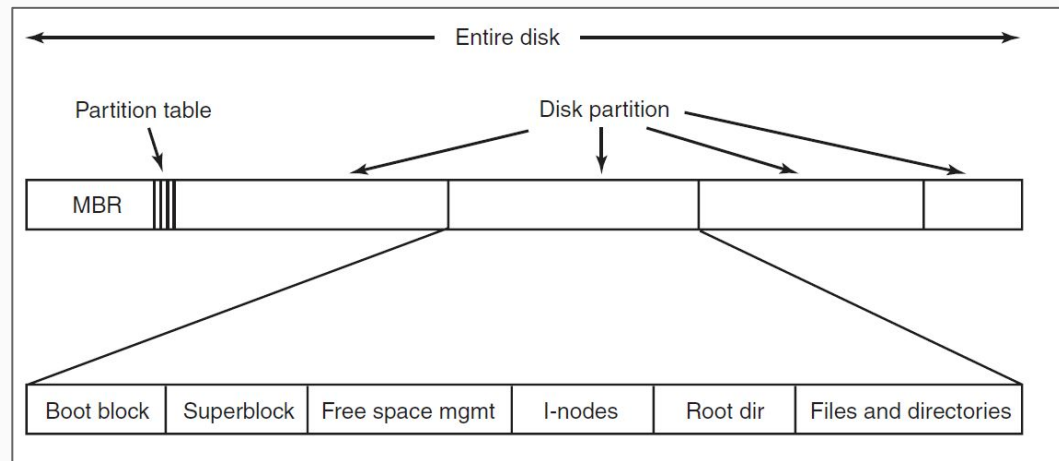 Entire disk
Partition table
Disk partition
MBR
Boot block
Superblock
Free space mgmt
I-nodes
Root dir
Files and directories